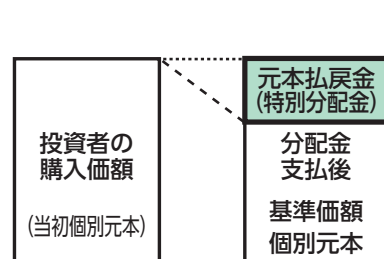 投資者の
購入価額
(当初個別元本)
元本払戻金
(特別分配金)
分配金
支払後
基準価額
個別元本